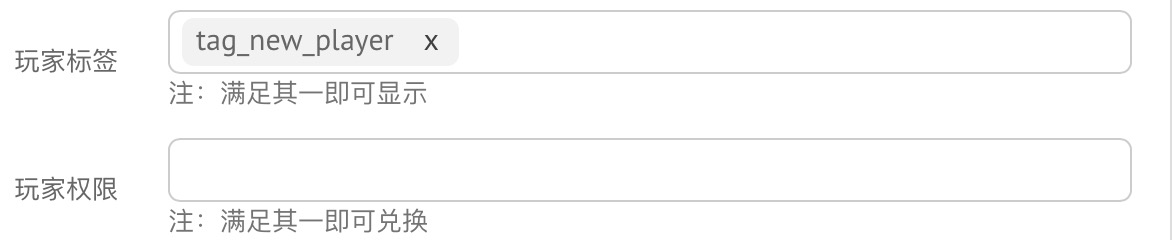 玩家标签
tag_new_player x
注：满足其一即可显示
玩家权限
注：满足其一即可兑换